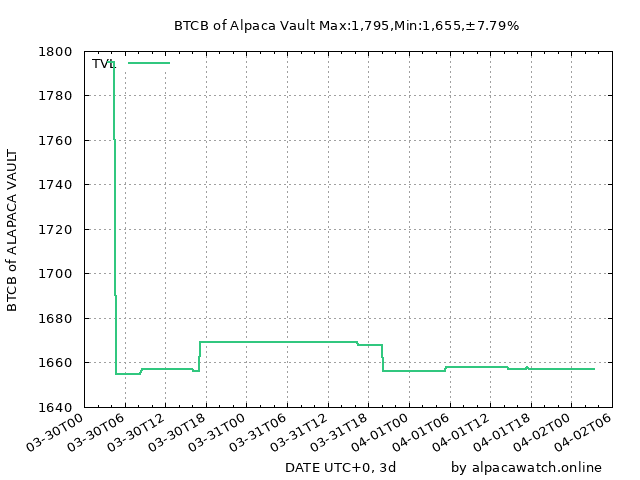 BTCB of Alpaca Vault Max:1,795,Min:1,655,±7.79%
BTCB of ALAPACA VAULT
TVL
1800
1780
1760
1740
1720
1700
1680
1660
1640
03-30T00
03-30T06
03-30T12
03-30T18
03-31T00
03-31T06
03-31T12
03-31T18
04-01T00
04-01T06
04-01T12
04-01T18
04-02T00
04-02T06
DATE UTC+0, 3d
by alpacawatch.online